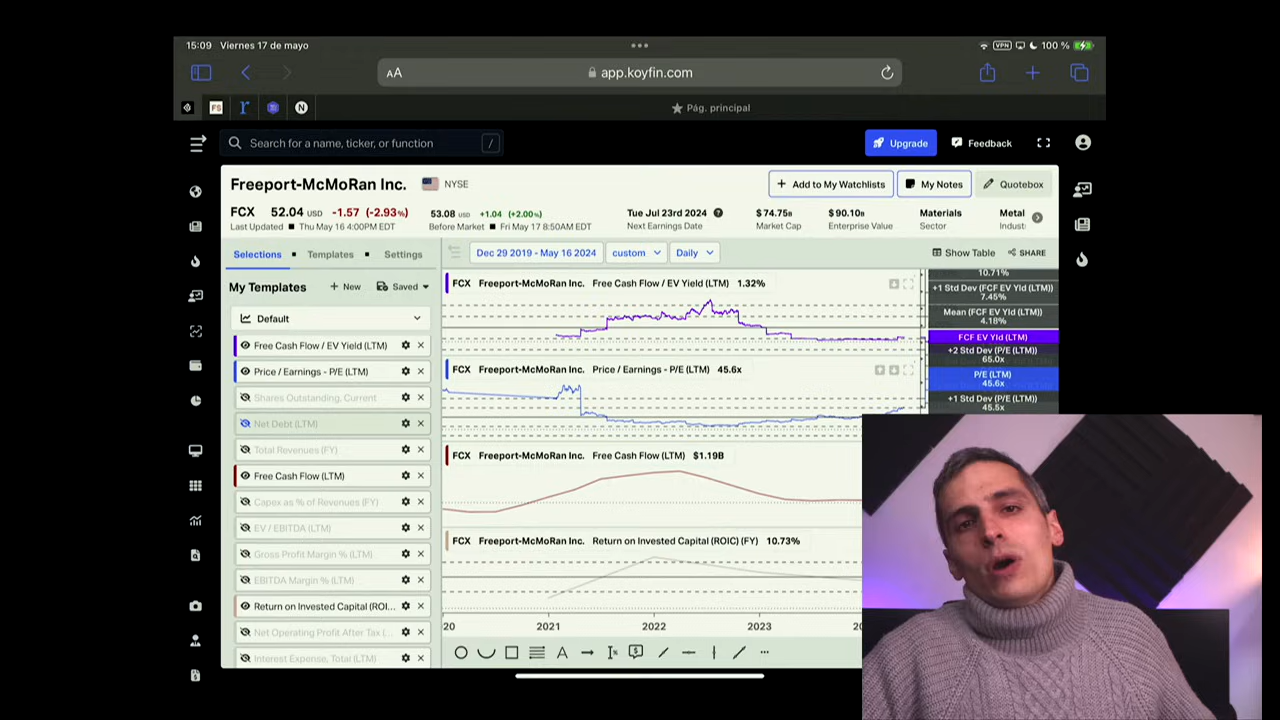 15:09 Viernes 17 de mayo
VPN 100 %
AA app.koyfin.com
FS r N Pág. principal
Search for a name, ticker, or function /
Upgrade Feedback
Freeport-McMoRan Inc. NYSE
+ Add to My Watchlists My Notes Quotebox
FCX 52.04 USD -1.57 (-2.93%) 53.08 USD +1.04 (+2.00%) Tue Jul 23rd 2024 $ 74.75B $ 90.10B Materials Metal
Last Updated Thu May 16 4:00PM EDT Before Market Fri May 17 8:50AM EDT Next Earnings Date Market Cap Enterprise Value Sector Indust
Selections Templates Settings
Dec 29 2019 - May 16 2024 custom Daily
Show Table SHARE
My Templates + New Saved
Default
Free Cash Flow / EV Yield (LTM)
Price / Earnings - P/E (LTM)
Shares Outstanding, Current
Net Debt (LTM)
Total Revenues (FY)
Free Cash Flow (LTM)
Capex as % of Revenues (FY)
EV / EBITDA (LTM)
Gross Profit Margin % (LTM)
EBITDA Margin % (LTM)
Return on Invested Capital (ROI...
Net Operating Profit After Tax (...
Interest Expense, Total (LTM)
FCX Freeport-McMoRan Inc. Free Cash Flow / EV Yield (LTM) 1.32%
FCX Freeport-McMoRan Inc. Price / Earnings - P/E (LTM) 45.6x
FCX Freeport-McMoRan Inc. Free Cash Flow (LTM) $1.19B
FCX Freeport-McMoRan Inc. Return on Invested Capital (ROIC) (FY) 10.73%
20 2021 2022 2023
10.71%
+1 Std Dev (FCF EV Yld (LTM))
7.45%
Mean (FCF EV Yld (LTM))
4.18%
FCF EV Yld (LTM)
+2 Std Dev (P/E (LTM))
65.0x
P/E (LTM)
45.6x
+1 Std Dev (P/E (LTM))
45.5x
A